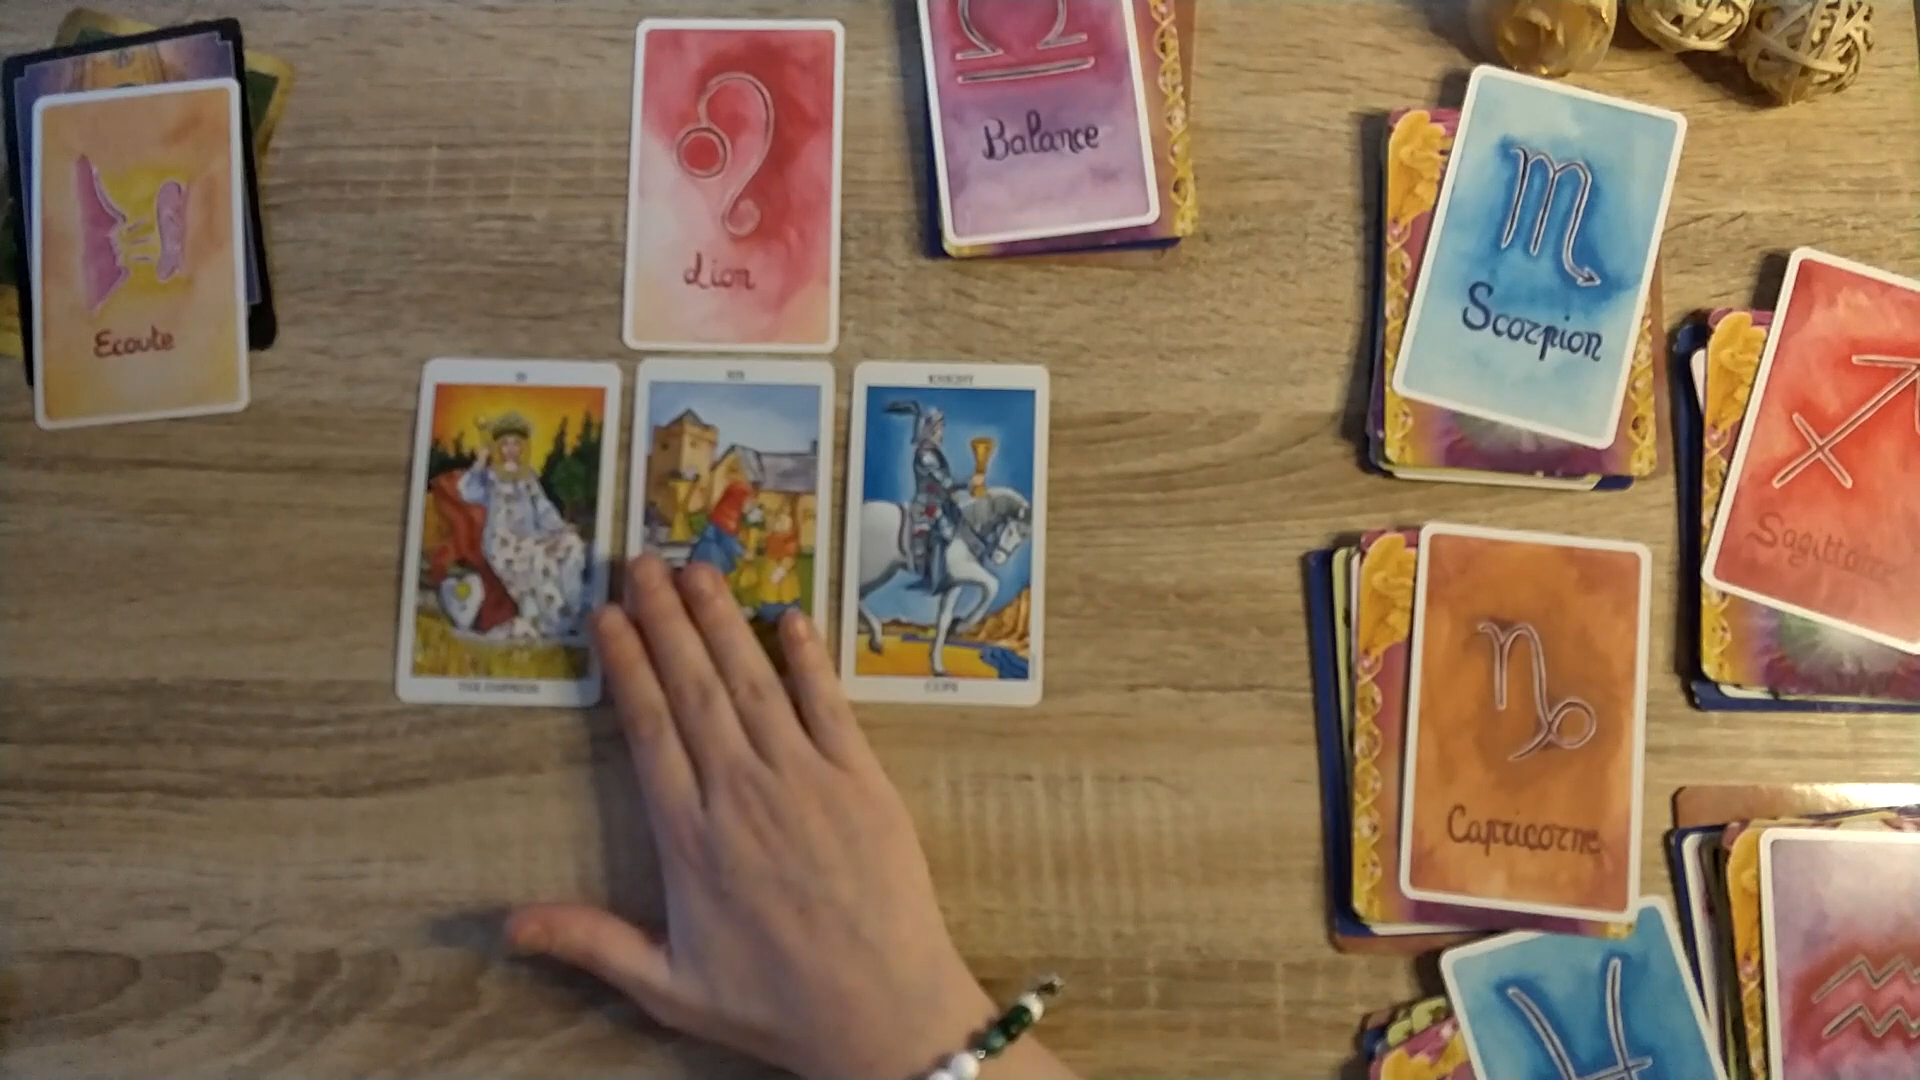 Balance
Lion
Scorpion
Ecoute
KNIGHT
Sagittaire
THE EMPRESS
CUPS
Capricorne